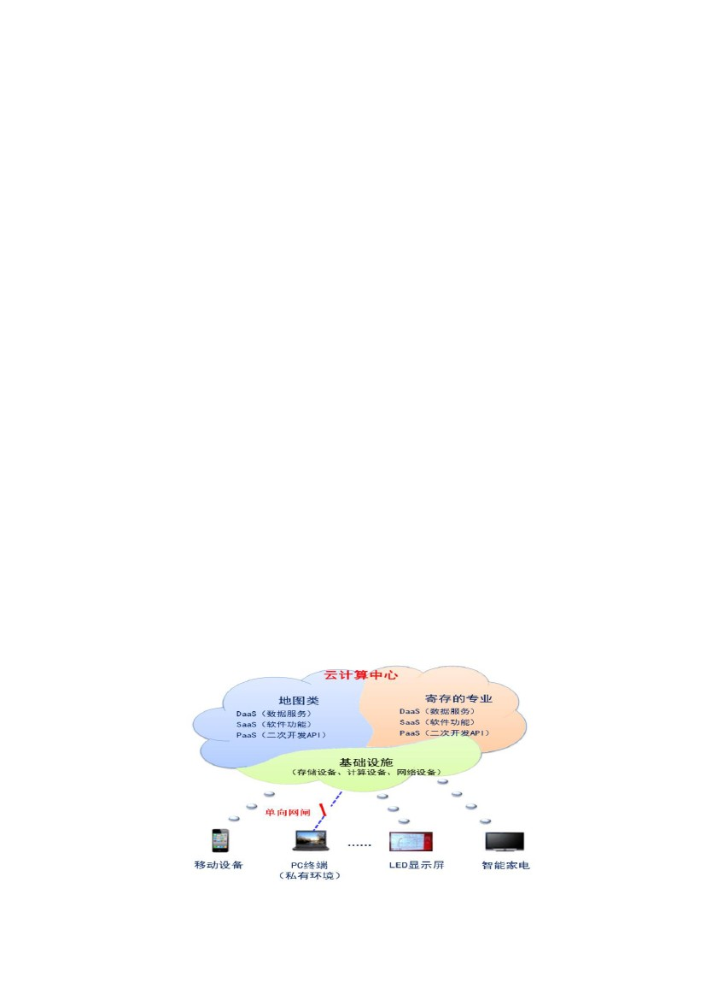 云计算中心
地图类
DaaS（数据服务）
SaaS（软件功能）
PaaS（二次开发API）
寄存的专业
DaaS（数据服务）
SaaS（软件功能）
PaaS（二次开发API）
基础设施
（存储设备、计算设备、网络设备）
单向网闸
......
移动设备
PC终端
（私有环境）
LED显示屏
智能家电